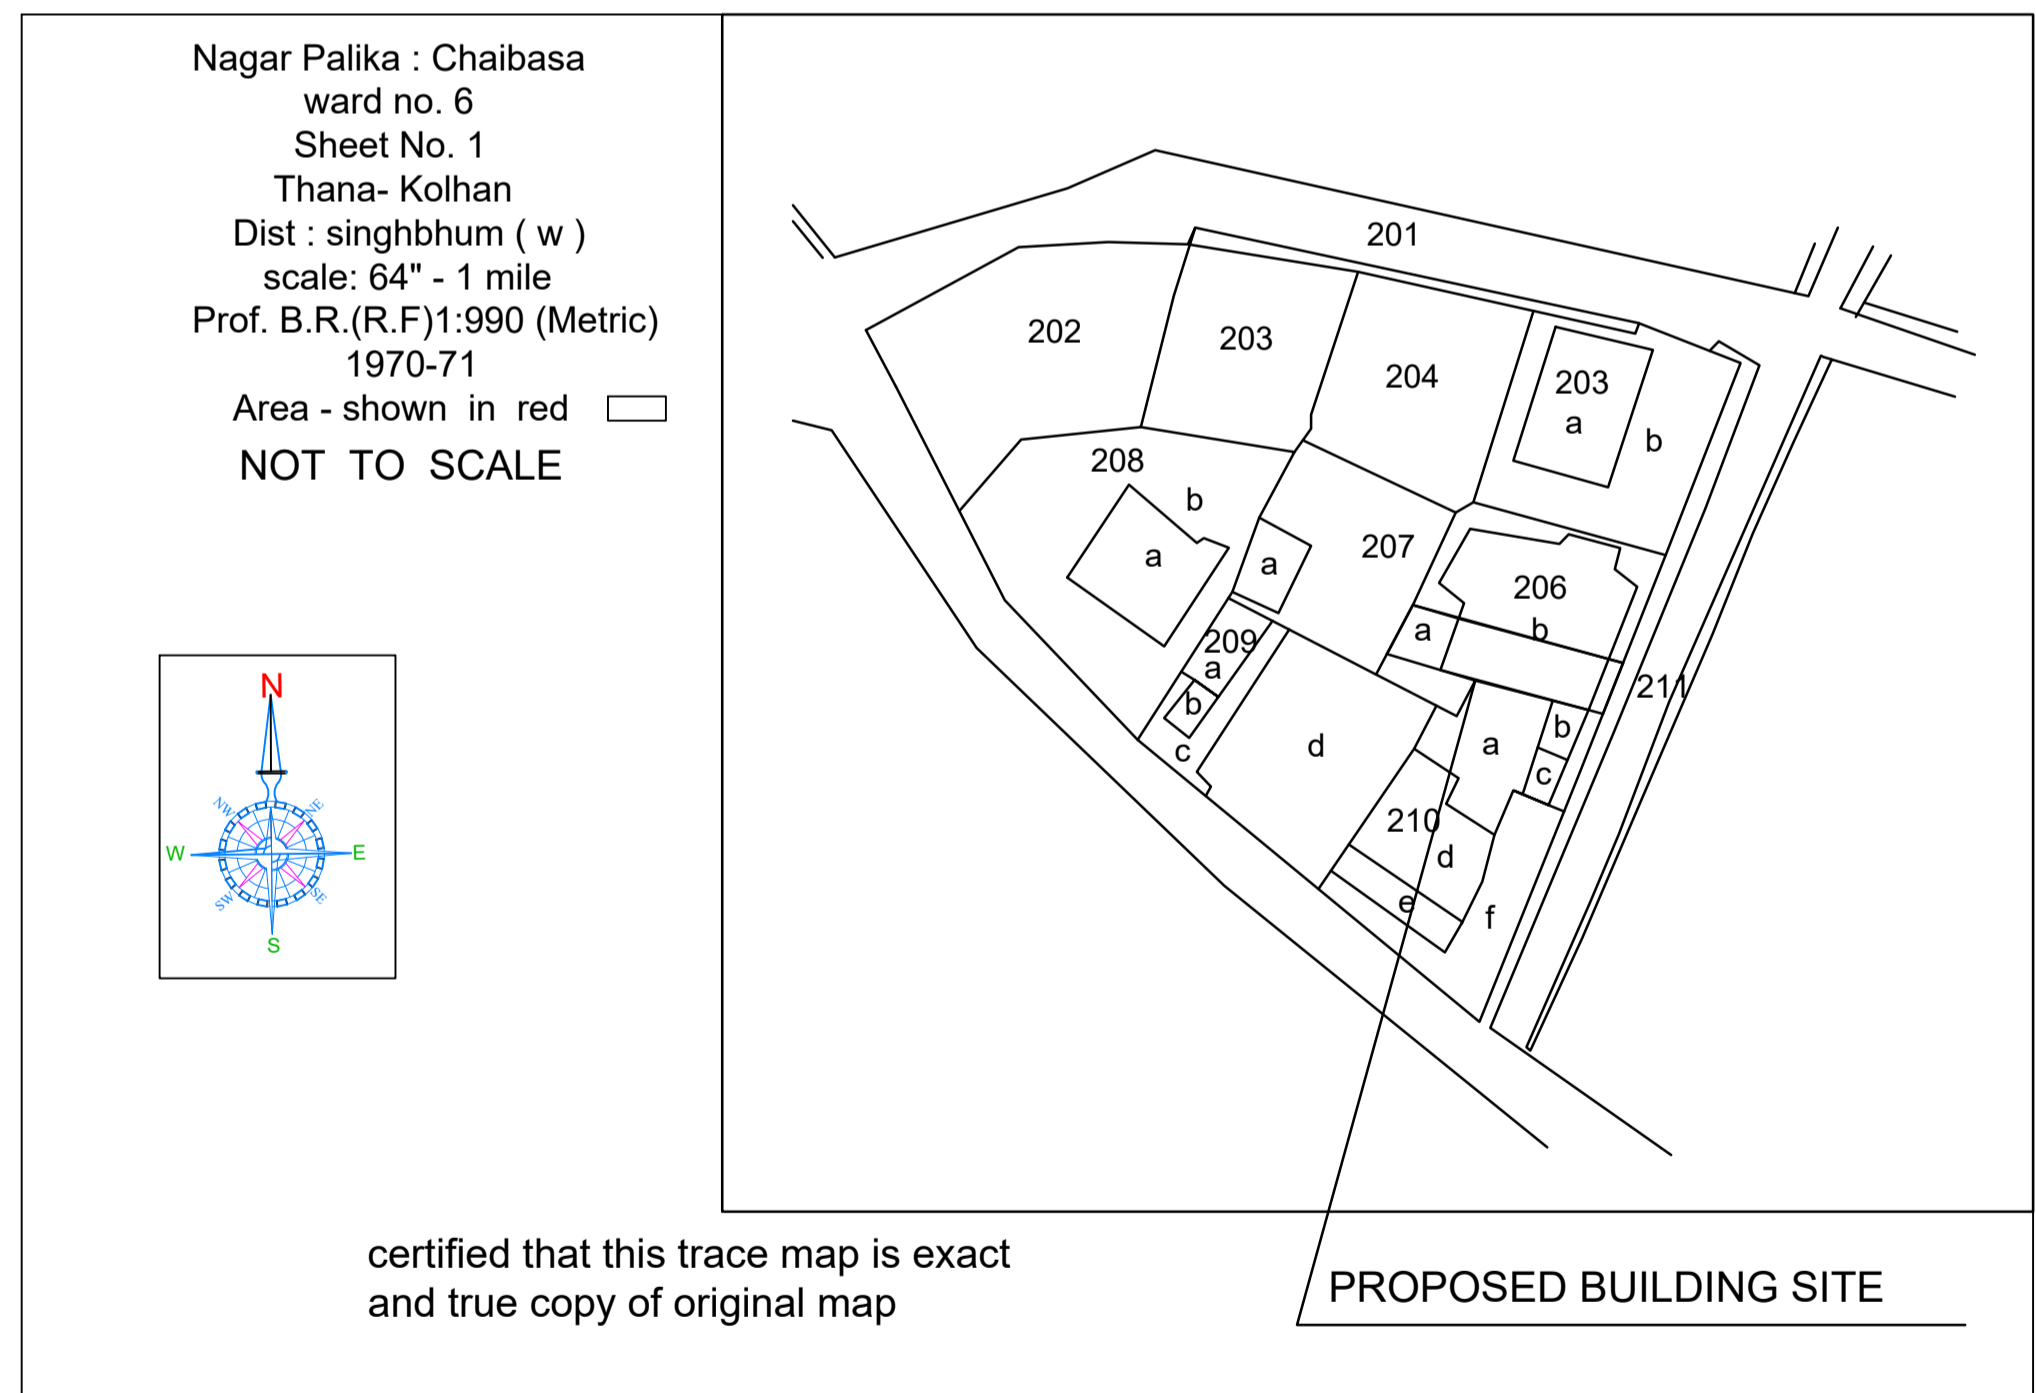 Nagar Palika : Chaibasa
ward no. 6
Sheet No. 1
Thana- Kolhan
Dist : singhbhum ( w )
scale: 64" - 1 mile
Prof. B.R.(R.F)1:990 (Metric)
1970-71
Area - shown in red
NOT TO SCALE
N
NW
NE
W
E
SW
SE
S
201
202
203
204
203
a
b
208
b
a
a
207
206
b
a
209
a
b
c
d
211
a
b
c
210
d
e
f
certified that this trace map is exact
and true copy of original map
PROPOSED BUILDING SITE